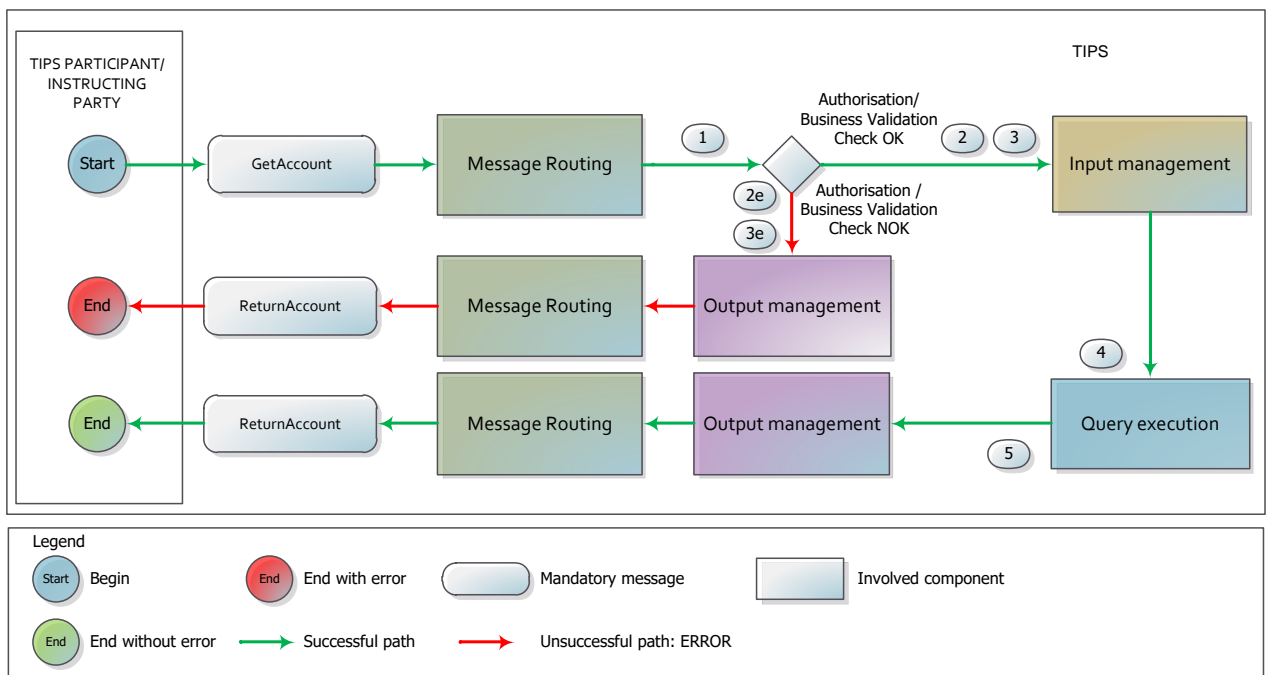 TIPS PARTICIPANT/
INSTRUCTING
PARTY
TIPS
Start
GetAccount
Message Routing
1
Authorisation/
Business Validation
Check OK
2
3
Input management
2e
3e
Authorisation /
Business Validation
Check NOK
End
ReturnAccount
Message Routing
Output management
4
End
ReturnAccount
Message Routing
Output management
5
Query execution
Legend
Start
Begin
End
End with error
Mandatory message
Involved component
End
End without error
Successful path
Unsuccessful path: ERROR